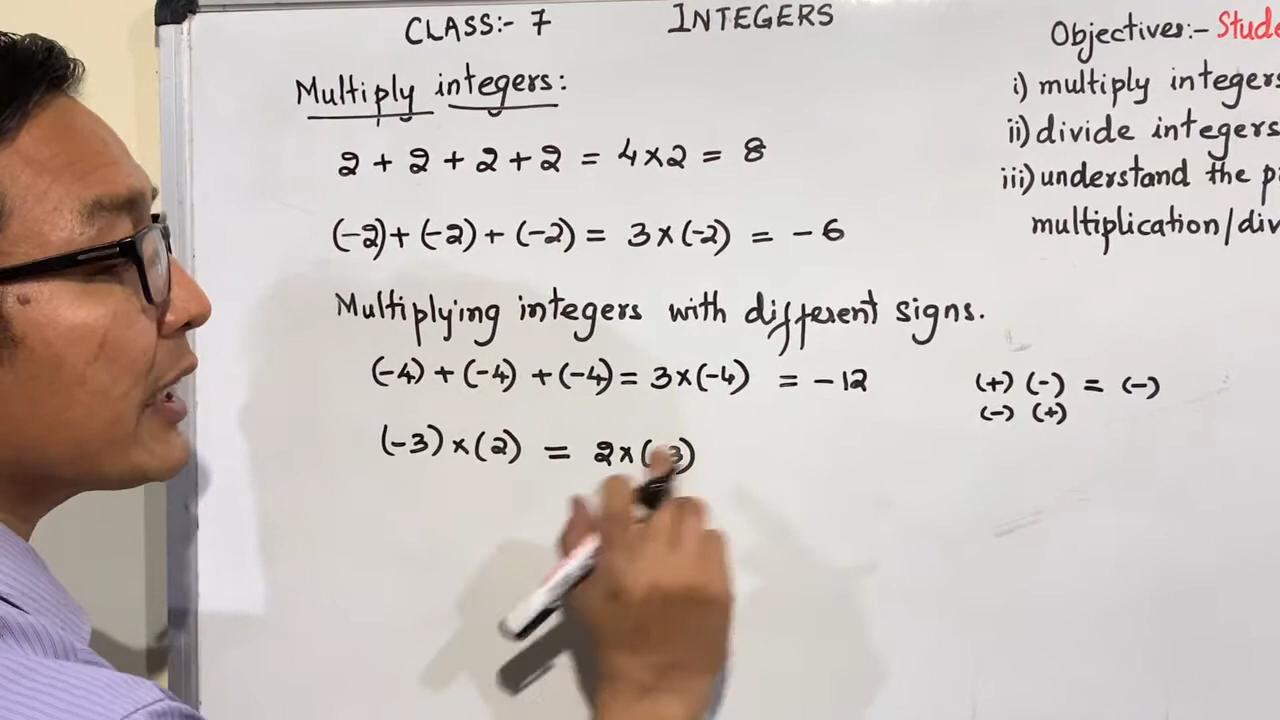 CLASS:- 7 INTEGERS
Multiply integers:
2 + 2 + 2 + 2 = 4×2 = 8
(-2)+(-2)+(-2) = 3×(-2) = -6
Multiplying integers with different signs.
(-4)+(-4)+(-4) = 3×(-4) = -12
(+) (-) = (-)
(-) (+)
(-3)×(2) = 2×(-3)
Objectives:-
i) multiply integers
ii) divide integers
iii) understand the
multiplication/